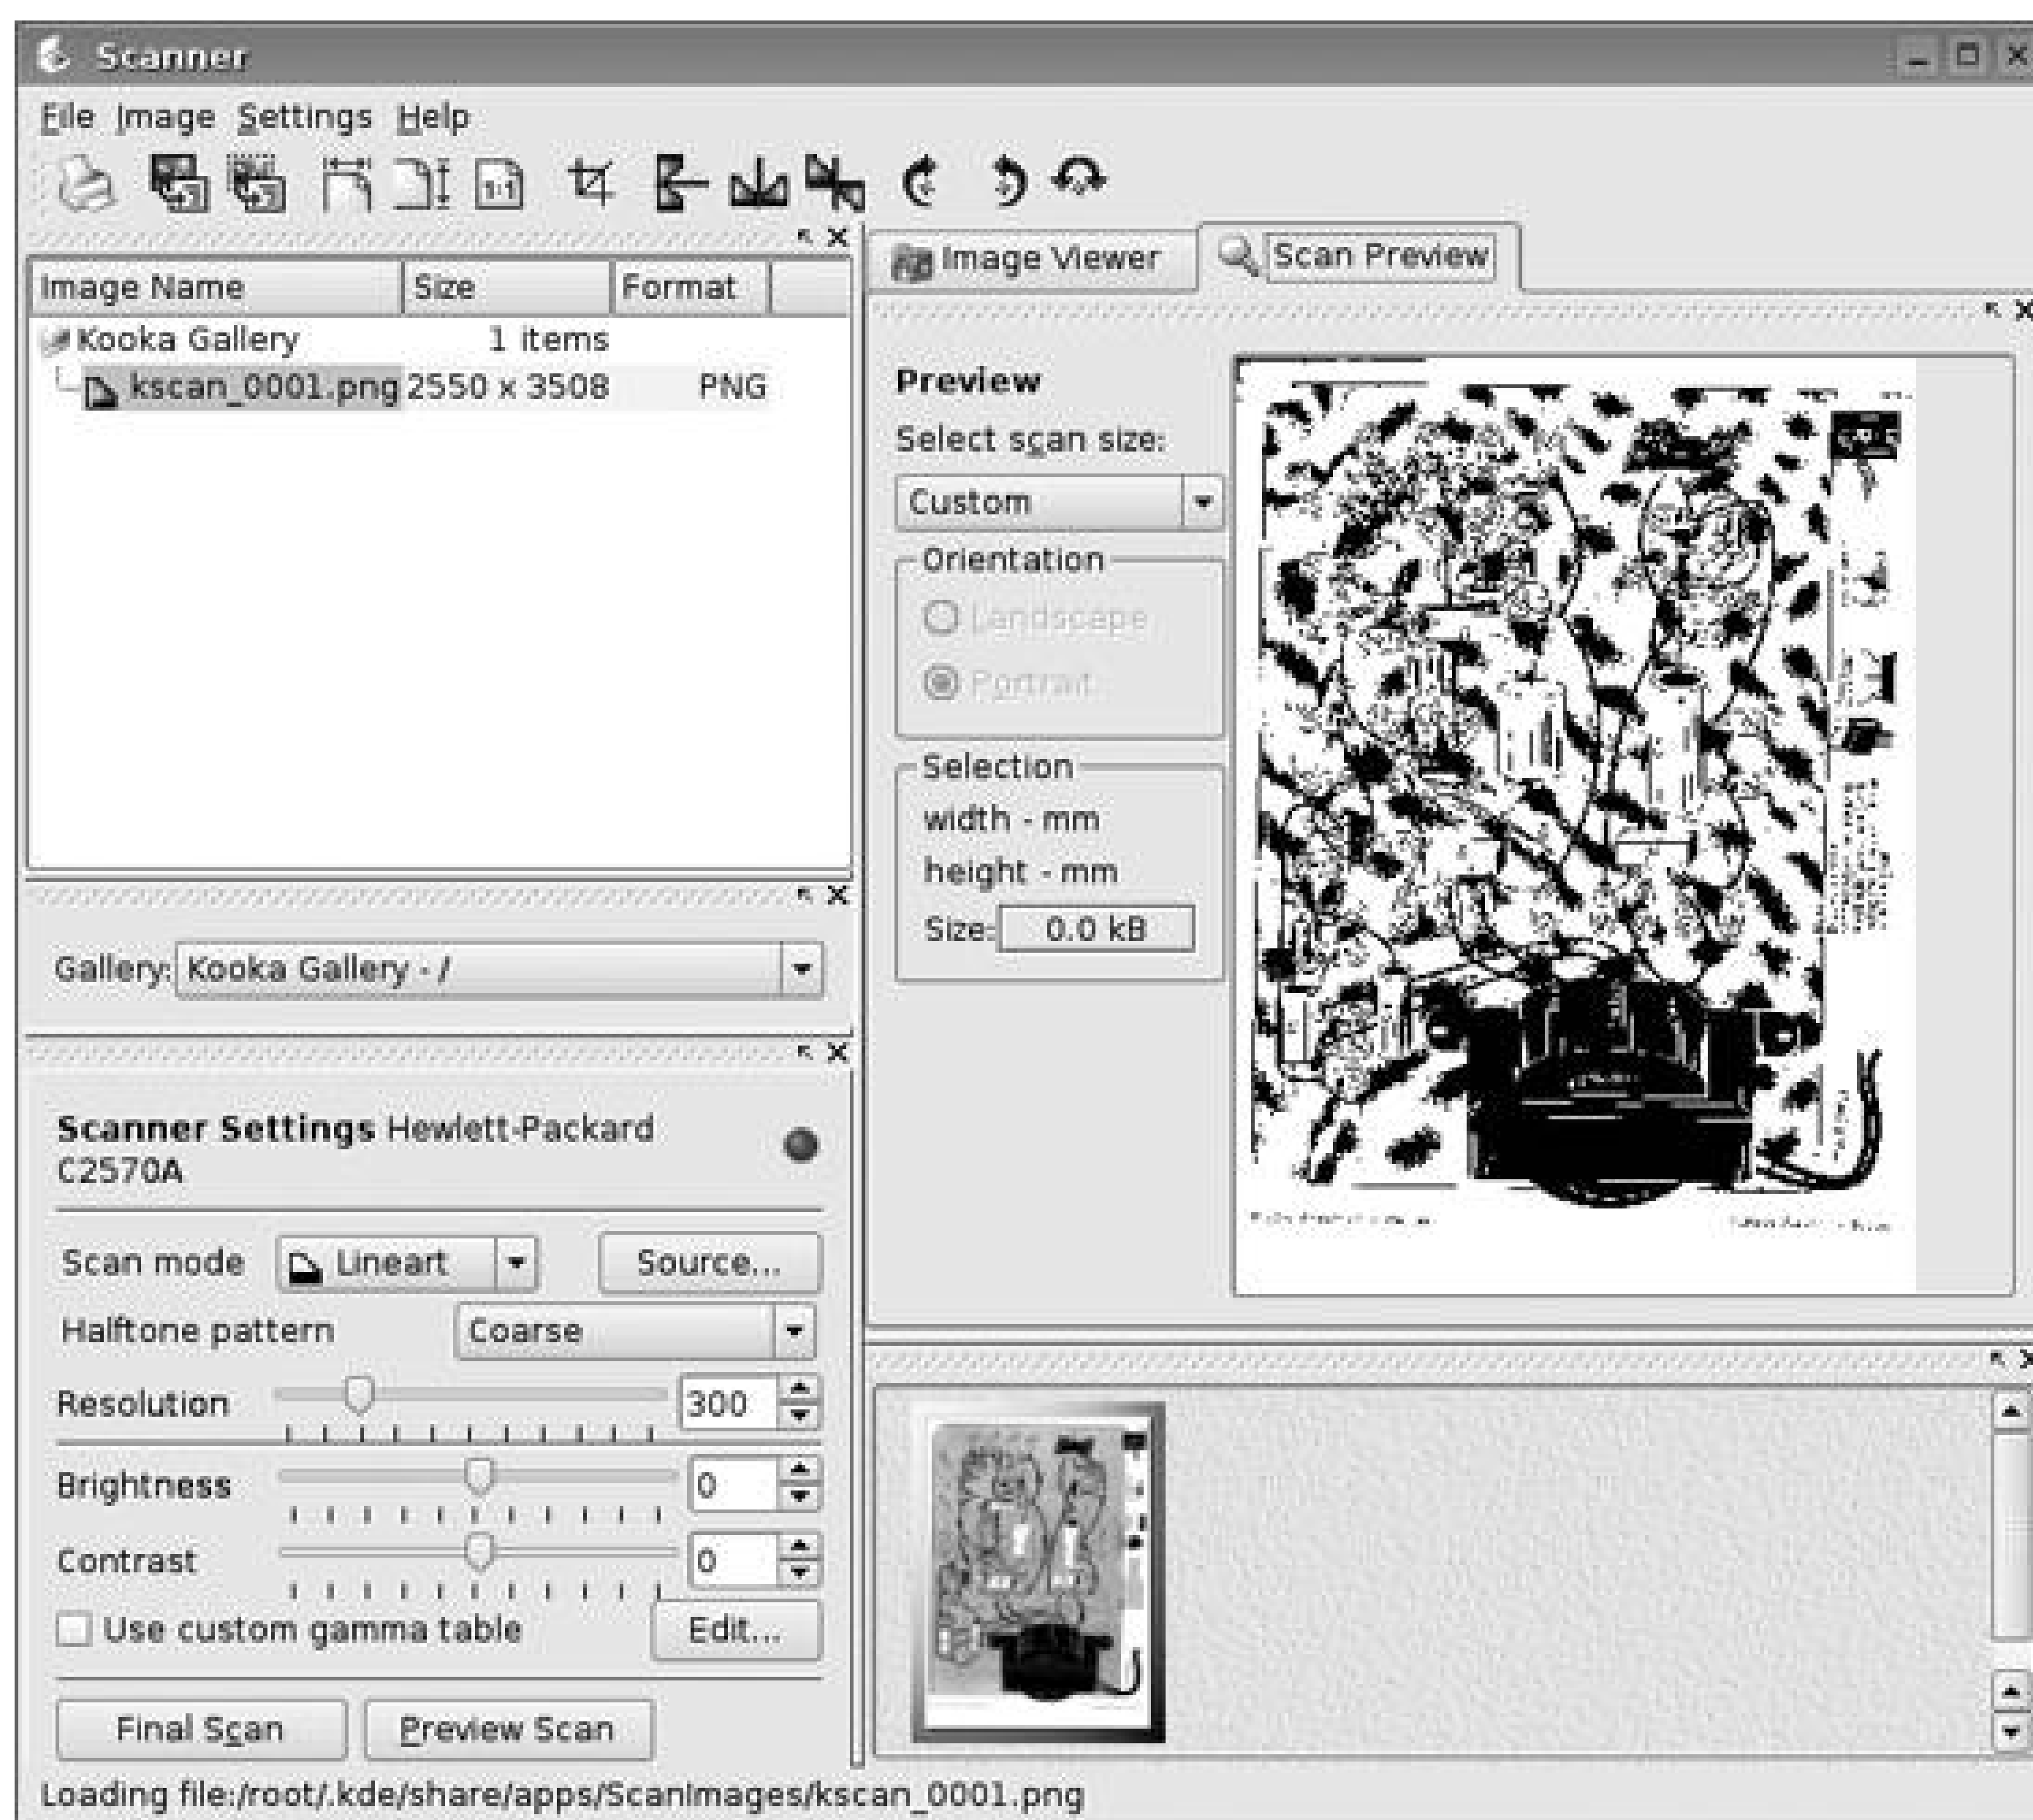 Scanner
File Image Settings Help
1:1
Image Name Size Format
Kooka Gallery 1 items
kscan_0001.png 2550 x 3508 PNG
Gallery: Kooka Gallery - /
Scanner Settings Hewlett-Packard
C2570A
Scan mode Lineart Source...
Halftone pattern Coarse
Resolution 300
Brightness 0
Contrast 0
Use custom gamma table Edit...
Final Scan Preview Scan
Image Viewer Scan Preview
Preview
Select scan size:
Custom
Orientation
Landscape
Portrait
Selection
width - mm
height - mm
Size: 0.0 kB
Loading file:/root/.kde/share/apps/ScanImages/kscan_0001.png